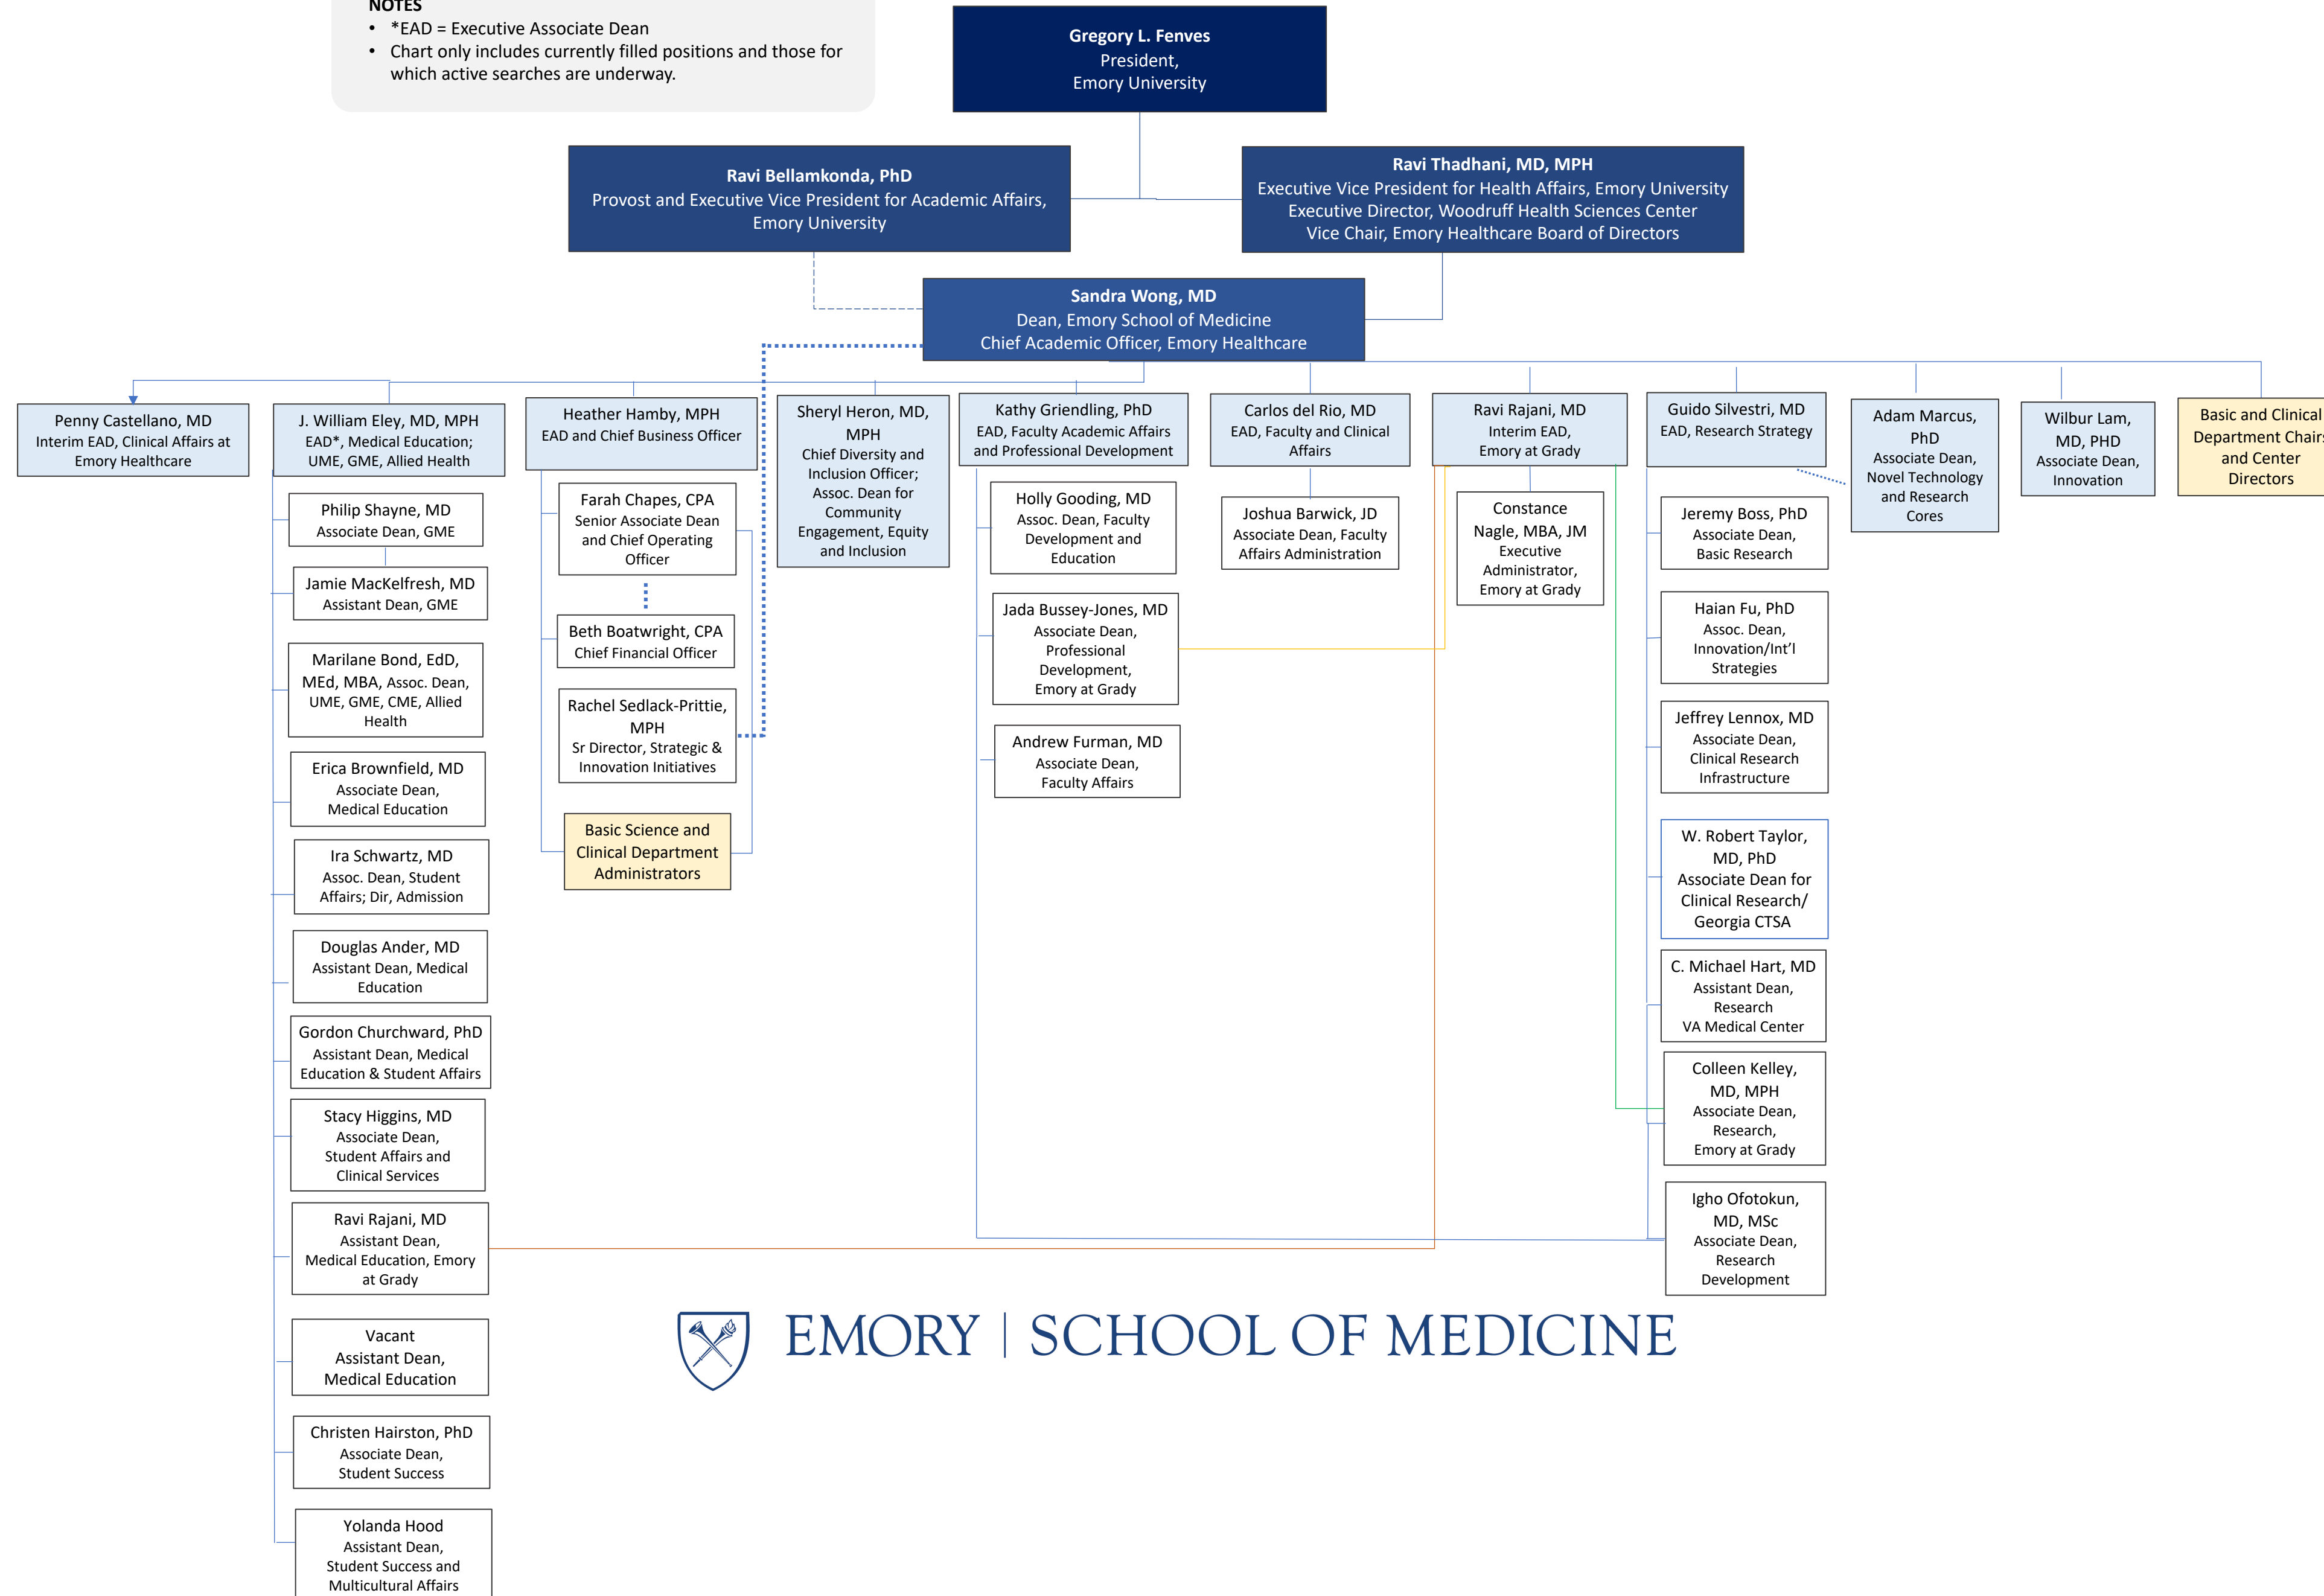 NOTES
• *EAD = Executive Associate Dean
• Chart only includes currently filled positions and those for
which active searches are underway.
Gregory L. Fenves
President,
Emory University
Ravi Bellamkonda, PhD
Provost and Executive Vice President for Academic Affairs,
Emory University
Ravi Thadhani, MD, MPH
Executive Vice President for Health Affairs, Emory University
Executive Director, Woodruff Health Sciences Center
Vice Chair, Emory Healthcare Board of Directors
Sandra Wong, MD
Dean, Emory School of Medicine
Chief Academic Officer, Emory Healthcare
Penny Castellano, MD
Interim EAD, Clinical Affairs at
Emory Healthcare
J. William Eley, MD, MPH
EAD*, Medical Education;
UME, GME, Allied Health
Philip Shayne, MD
Associate Dean, GME
Jamie MacKelfresh, MD
Assistant Dean, GME
Marilane Bond, EdD,
MEd, MBA, Assoc. Dean,
UME, GME, CME, Allied
Health
Erica Brownfield, MD
Associate Dean,
Medical Education
Ira Schwartz, MD
Assoc. Dean, Student
Affairs; Dir, Admission
Douglas Ander, MD
Assistant Dean, Medical
Education
Gordon Churchward, PhD
Assistant Dean, Medical
Education & Student Affairs
Stacy Higgins, MD
Associate Dean,
Student Affairs and
Clinical Services
Ravi Rajani, MD
Assistant Dean,
Medical Education, Emory
at Grady
Vacant
Assistant Dean,
Medical Education
Christen Hairston, PhD
Associate Dean,
Student Success
Yolanda Hood
Assistant Dean,
Student Success and
Multicultural Affairs
Heather Hamby, MPH
EAD and Chief Business Officer
Farah Chapes, CPA
Senior Associate Dean
and Chief Operating
Officer
Beth Boatwright, CPA
Chief Financial Officer
Rachel Sedlack-Prittie,
MPH
Sr Director, Strategic &
Innovation Initiatives
Basic Science and
Clinical Department
Administrators
Sheryl Heron, MD,
MPH
Chief Diversity and
Inclusion Officer;
Assoc. Dean for
Community
Engagement, Equity
and Inclusion
Kathy Griendling, PhD
EAD, Faculty Academic Affairs
and Professional Development
Holly Gooding, MD
Assoc. Dean, Faculty
Development and
Education
Jada Bussey-Jones, MD
Associate Dean,
Professional
Development,
Emory at Grady
Andrew Furman, MD
Associate Dean,
Faculty Affairs
Carlos del Rio, MD
EAD, Faculty and Clinical
Affairs
Joshua Barwick, JD
Associate Dean, Faculty
Affairs Administration
Ravi Rajani, MD
Interim EAD,
Emory at Grady
Constance
Nagle, MBA, JM
Executive
Administrator,
Emory at Grady
Guido Silvestri, MD
EAD, Research Strategy
Jeremy Boss, PhD
Associate Dean,
Basic Research
Haian Fu, PhD
Assoc. Dean,
Innovation/Int’l
Strategies
Jeffrey Lennox, MD
Associate Dean,
Clinical Research
Infrastructure
W. Robert Taylor,
MD, PhD
Associate Dean for
Clinical Research/
Georgia CTSA
C. Michael Hart, MD
Assistant Dean,
Research
VA Medical Center
Colleen Kelley,
MD, MPH
Associate Dean,
Research,
Emory at Grady
Igho Ofotokun,
MD, MSc
Associate Dean,
Research
Development
Adam Marcus,
PhD
Associate Dean,
Novel Technology
and Research
Cores
Wilbur Lam,
MD, PHD
Associate Dean,
Innovation
Basic and Clinical
Department Chairs
and Center
Directors
EMORY | SCHOOL OF MEDICINE